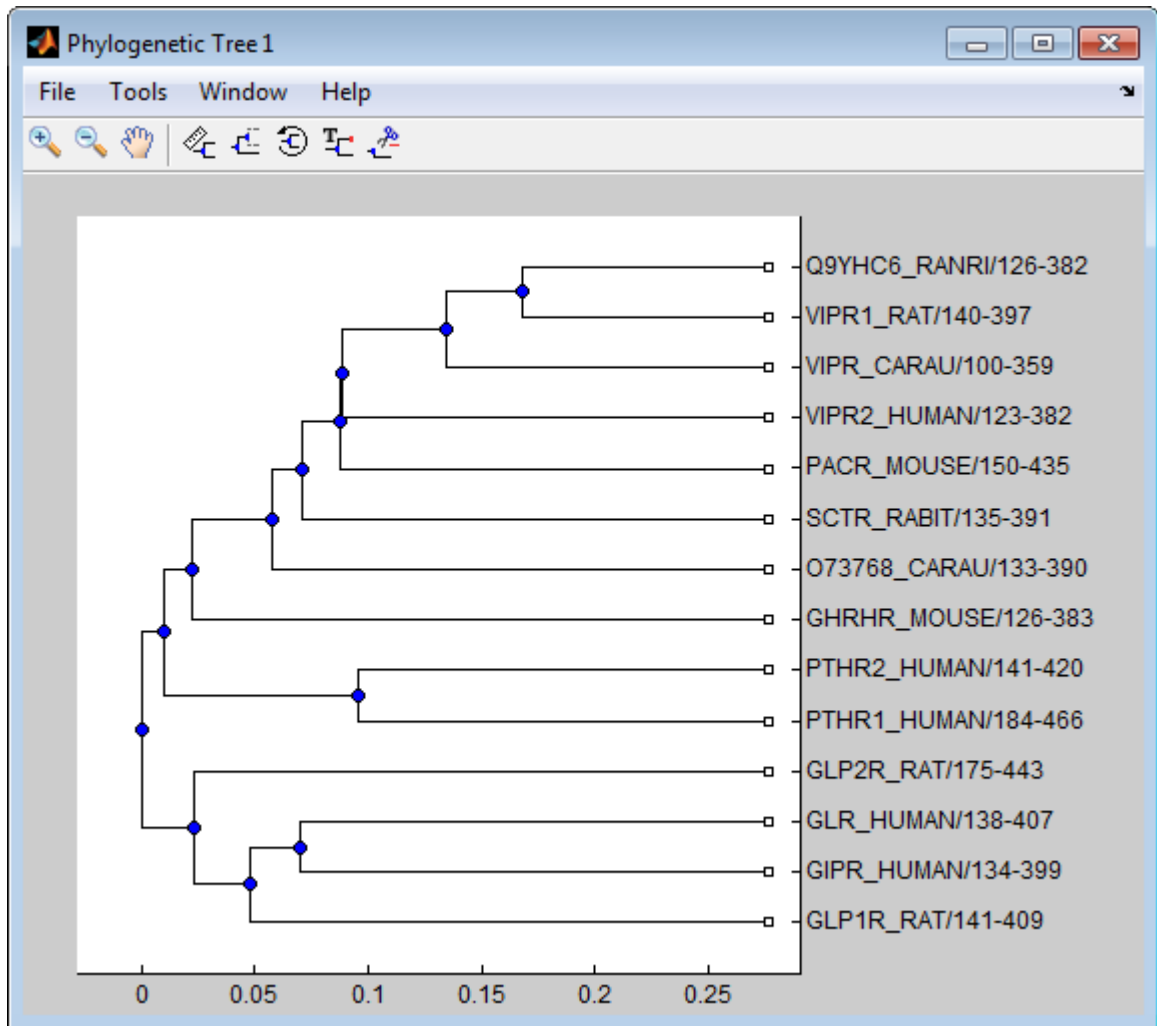 Phylogenetic Tree 1
File Tools Window Help
T
Q9YHC6_RANRI/126-382
VIPR1_RAT/140-397
VIPR_CARAU/100-359
VIPR2_HUMAN/123-382
PACR_MOUSE/150-435
SCTR_RABIT/135-391
O73768_CARAU/133-390
GHRHR_MOUSE/126-383
PTHR2_HUMAN/141-420
PTHR1_HUMAN/184-466
GLP2R_RAT/175-443
GLR_HUMAN/138-407
GIPR_HUMAN/134-399
GLP1R_RAT/141-409
0 0.05 0.1 0.15 0.2 0.25